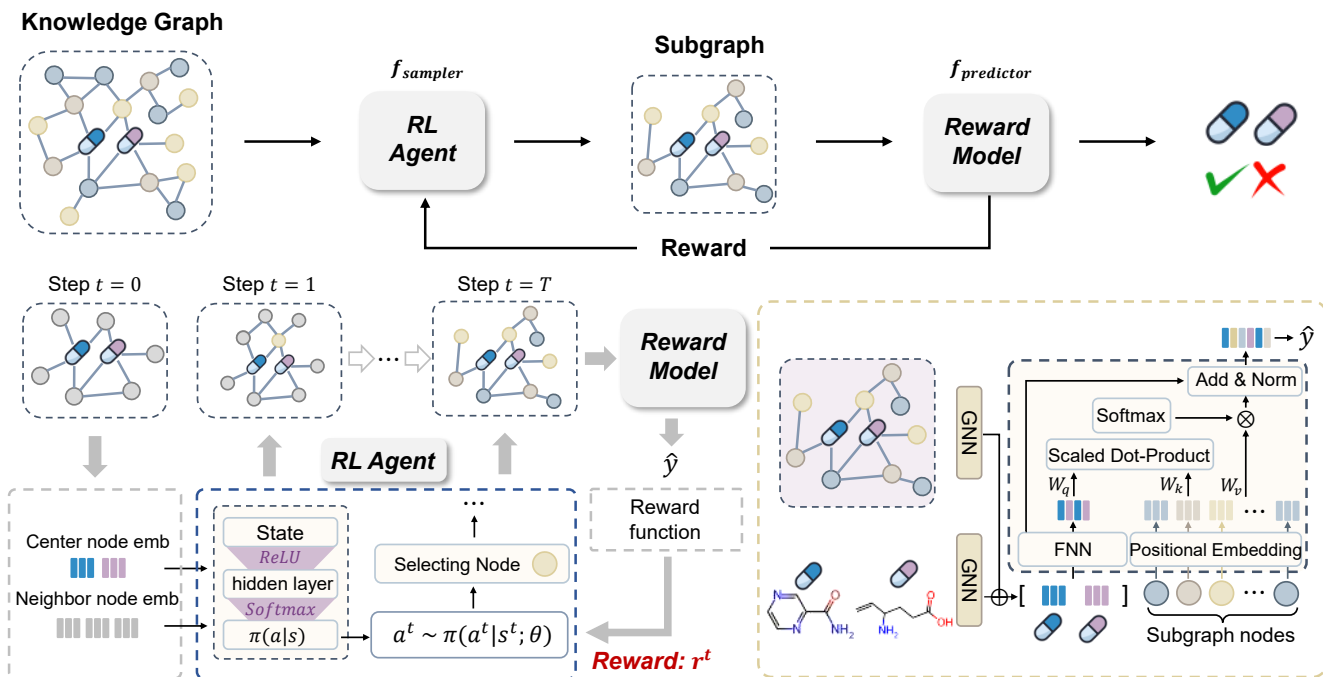 Knowledge Graph
f_sampler
RL
Agent
Subgraph
f_predictor
Reward
Model
Reward
Step t = 0
Step t = 1
Step t = T
...
Reward
Model
ŷ
Reward
function
RL Agent
Center node emb
Neighbor node emb
State
ReLU
hidden layer
Softmax
π(a|s)
...
Selecting Node
a^t ~ π(a^t|s^t; θ)
Reward: r^t
GNN
GNN
ŷ
Add & Norm
Softmax
⊗
Scaled Dot-Product
W_q
W_k
W_v
...
FNN
Positional Embedding
⊕
[ ]
...
Subgraph nodes
N
N
O
NH2
NH2
O
OH